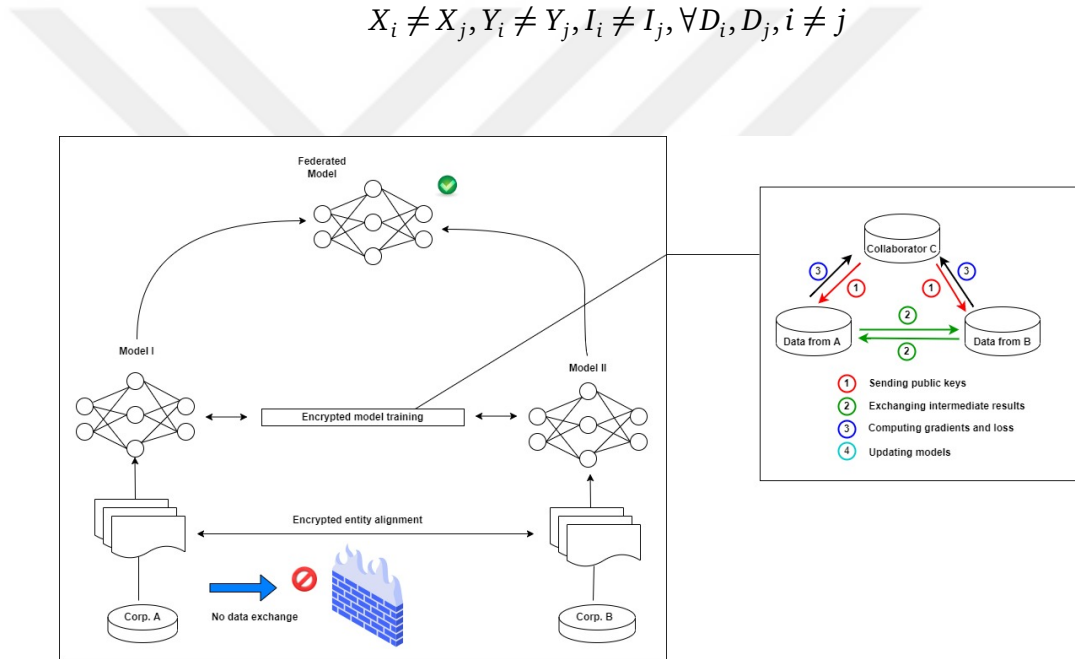 X_i ≠ X_j, Y_i ≠ Y_j, I_i ≠ I_j, ∀D_i, D_j, i ≠ j
Federated
Model
Model I
Model II
Encrypted model training
Encrypted entity alignment
No data exchange
Corp. A
Corp. B
Collaborator C
3
1
1
3
2
Data from A
Data from B
2
1 Sending public keys
2 Exchanging intermediate results
3 Computing gradients and loss
4 Updating models